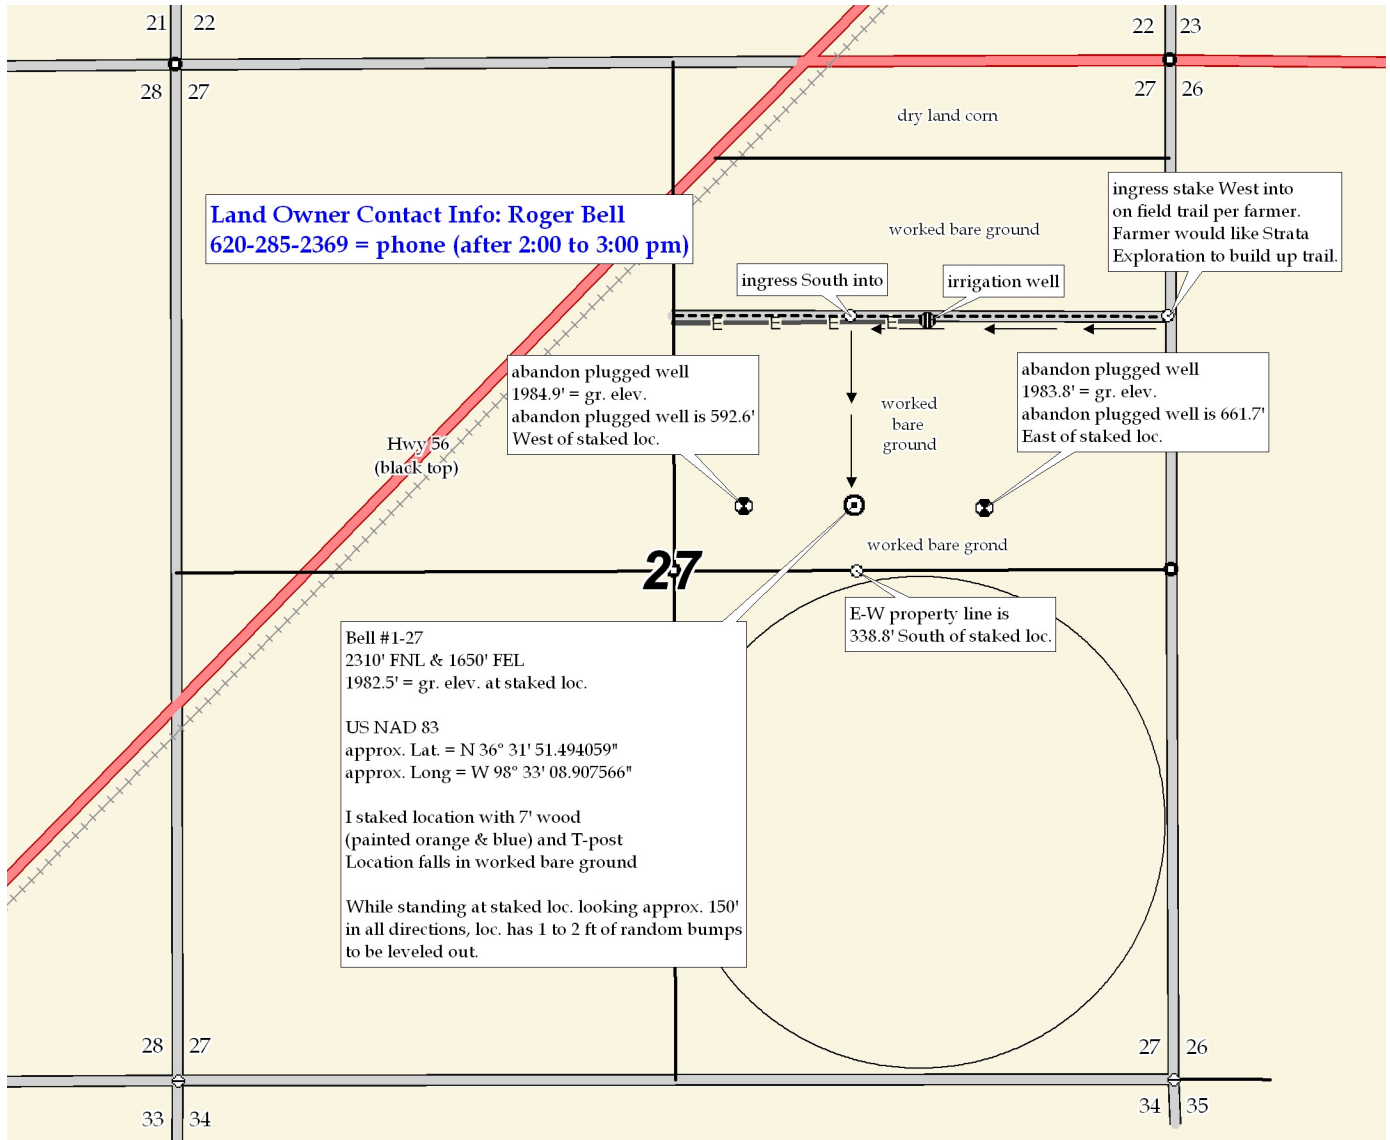 21 22
22 23
28 27
27 26
dry land corn
ingress stake West into
on field trail per farmer.
Farmer would like Strata
Exploration to build up trail.
Land Owner Contact Info: Roger Bell
620-285-2369 = phone (after 2:00 to 3:00 pm)
worked bare ground
ingress South into
irrigation well
E E E E
abandon plugged well
1984.9' = gr. elev.
abandon plugged well is 592.6'
West of staked loc.
abandon plugged well
1983.8' = gr. elev.
abandon plugged well is 661.7'
East of staked loc.
worked
bare
ground
Hwy 56
(black top)
worked bare grond
27
E-W property line is
338.8' South of staked loc.
Bell #1-27
2310' FNL & 1650' FEL
1982.5' = gr. elev. at staked loc.
US NAD 83
approx. Lat. = N 36° 31' 51.494059"
approx. Long = W 98° 33' 08.907566"
I staked location with 7' wood
(painted orange & blue) and T-post
Location falls in worked bare ground
While standing at staked loc. looking approx. 150'
in all directions, loc. has 1 to 2 ft of random bumps
to be leveled out.
28 27
27 26
33 34
34 35